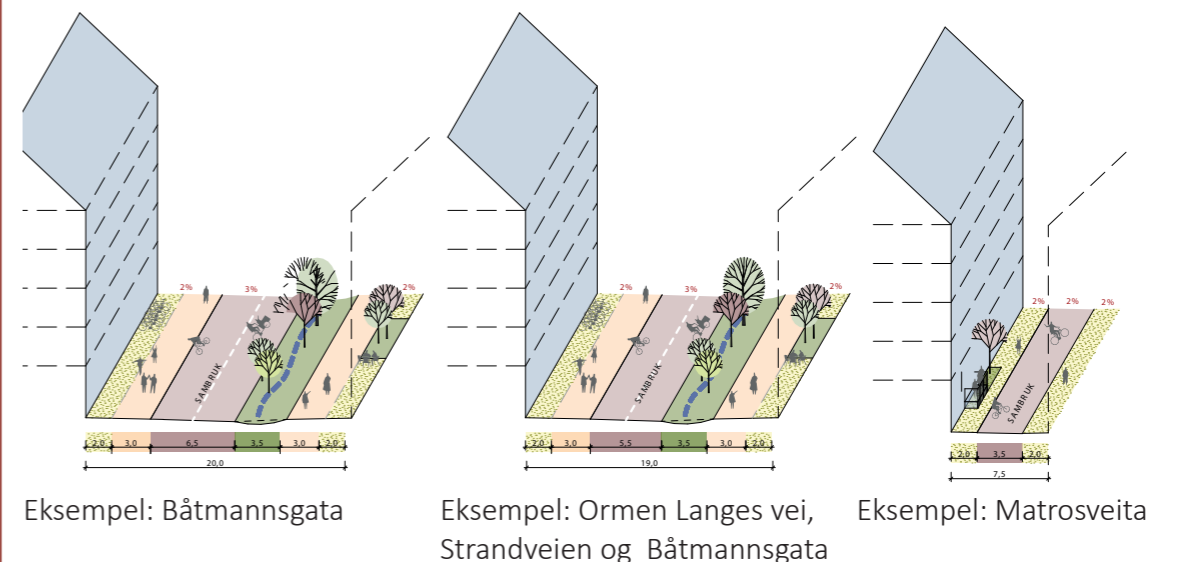 2%
3%
2%
SAMBRUK
2,0 3,0 6,5 3,5 3,0 2,0
20,0
Eksempel: Båtmannsgata
2%
3%
2%
SAMBRUK
2,0 3,0 5,5 3,5 3,0 2,0
19,0
Eksempel: Ormen Langes vei,
Strandveien og Båtmannsgata
2% 2% 2%
SAMBRUK
2,0 3,5 2,0
7,5
Eksempel: Matrosveita